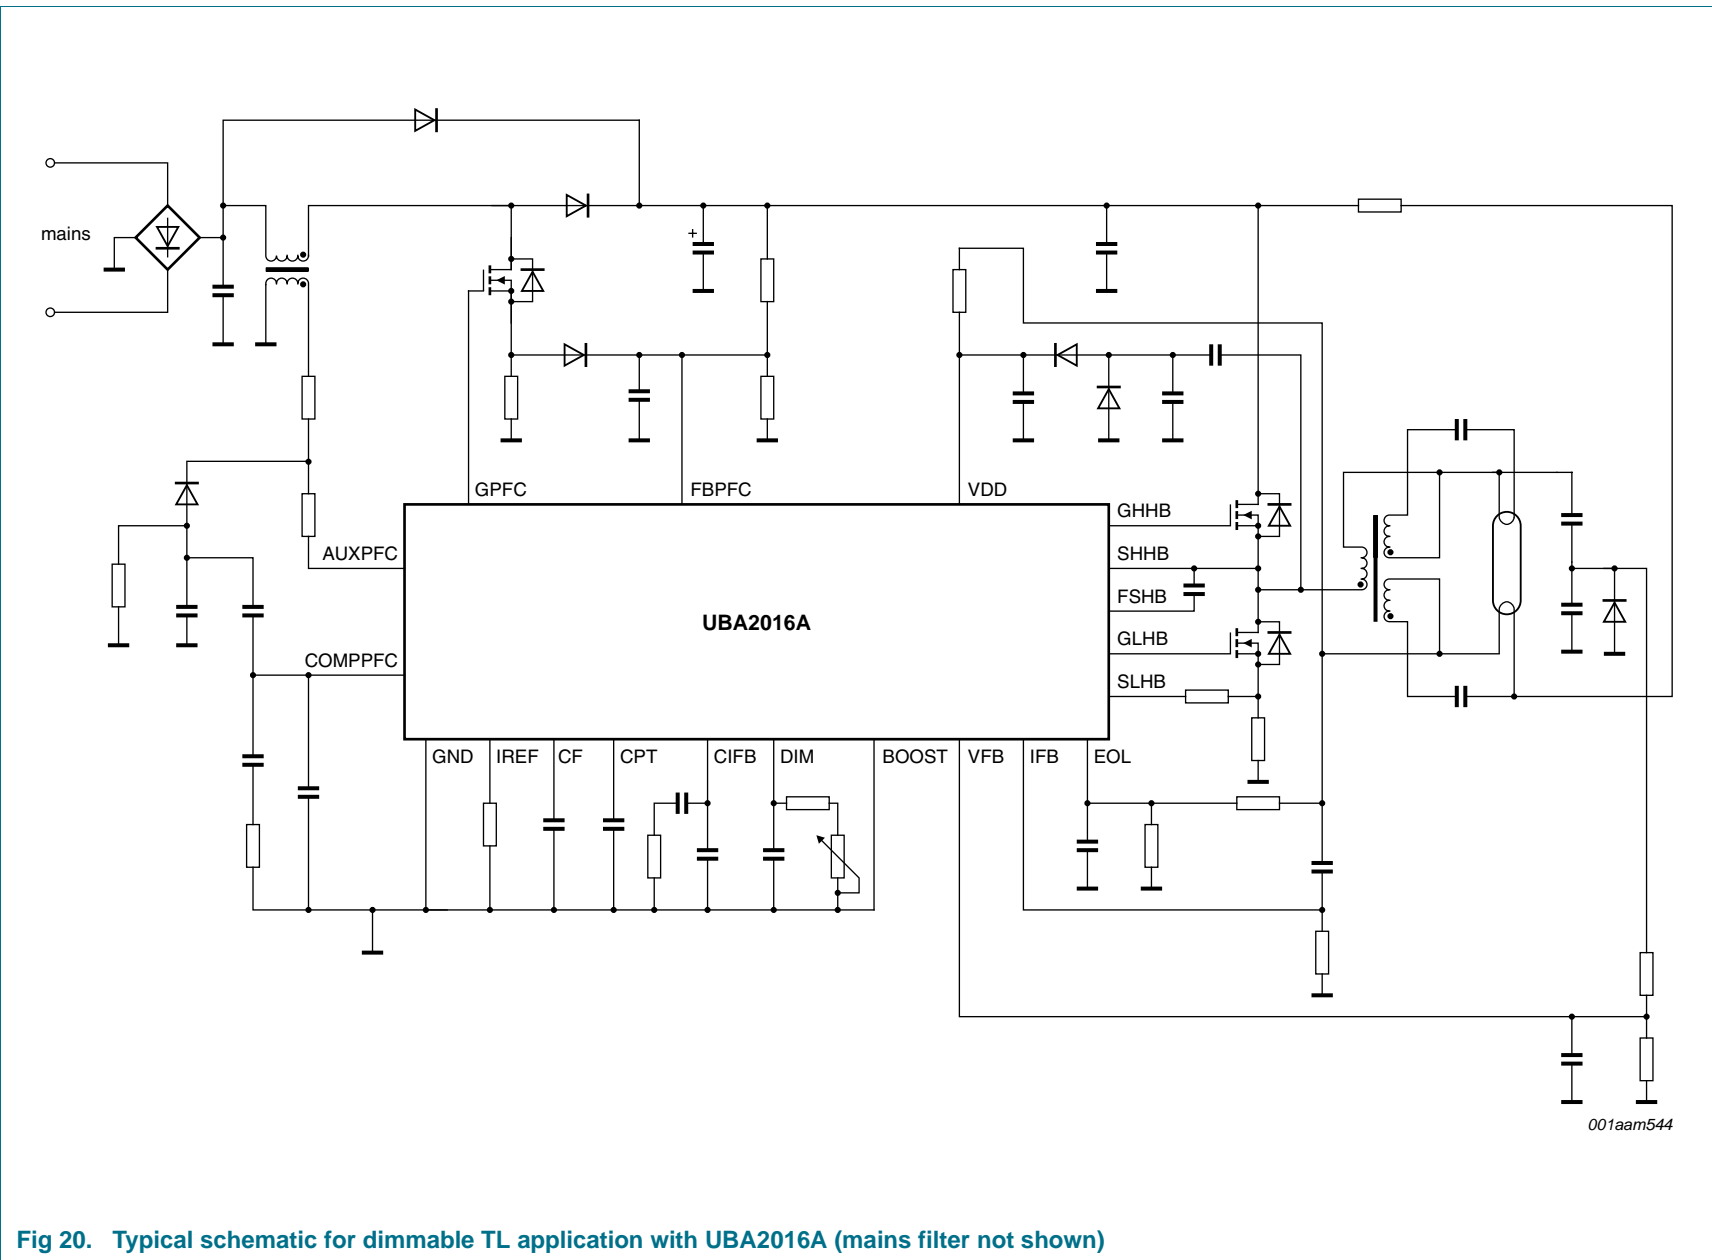 mains
GPFC
FBPFC
VDD
GHHB
SHHB
FSHB
GLHB
SLHB
AUXPFC
COMPPFC
UBA2016A
GND
IREF
CF
CPT
CIFB
DIM
BOOST
VFB
IFB
EOL
+
001aam544
Fig 20. Typical schematic for dimmable TL application with UBA2016A (mains filter not shown)